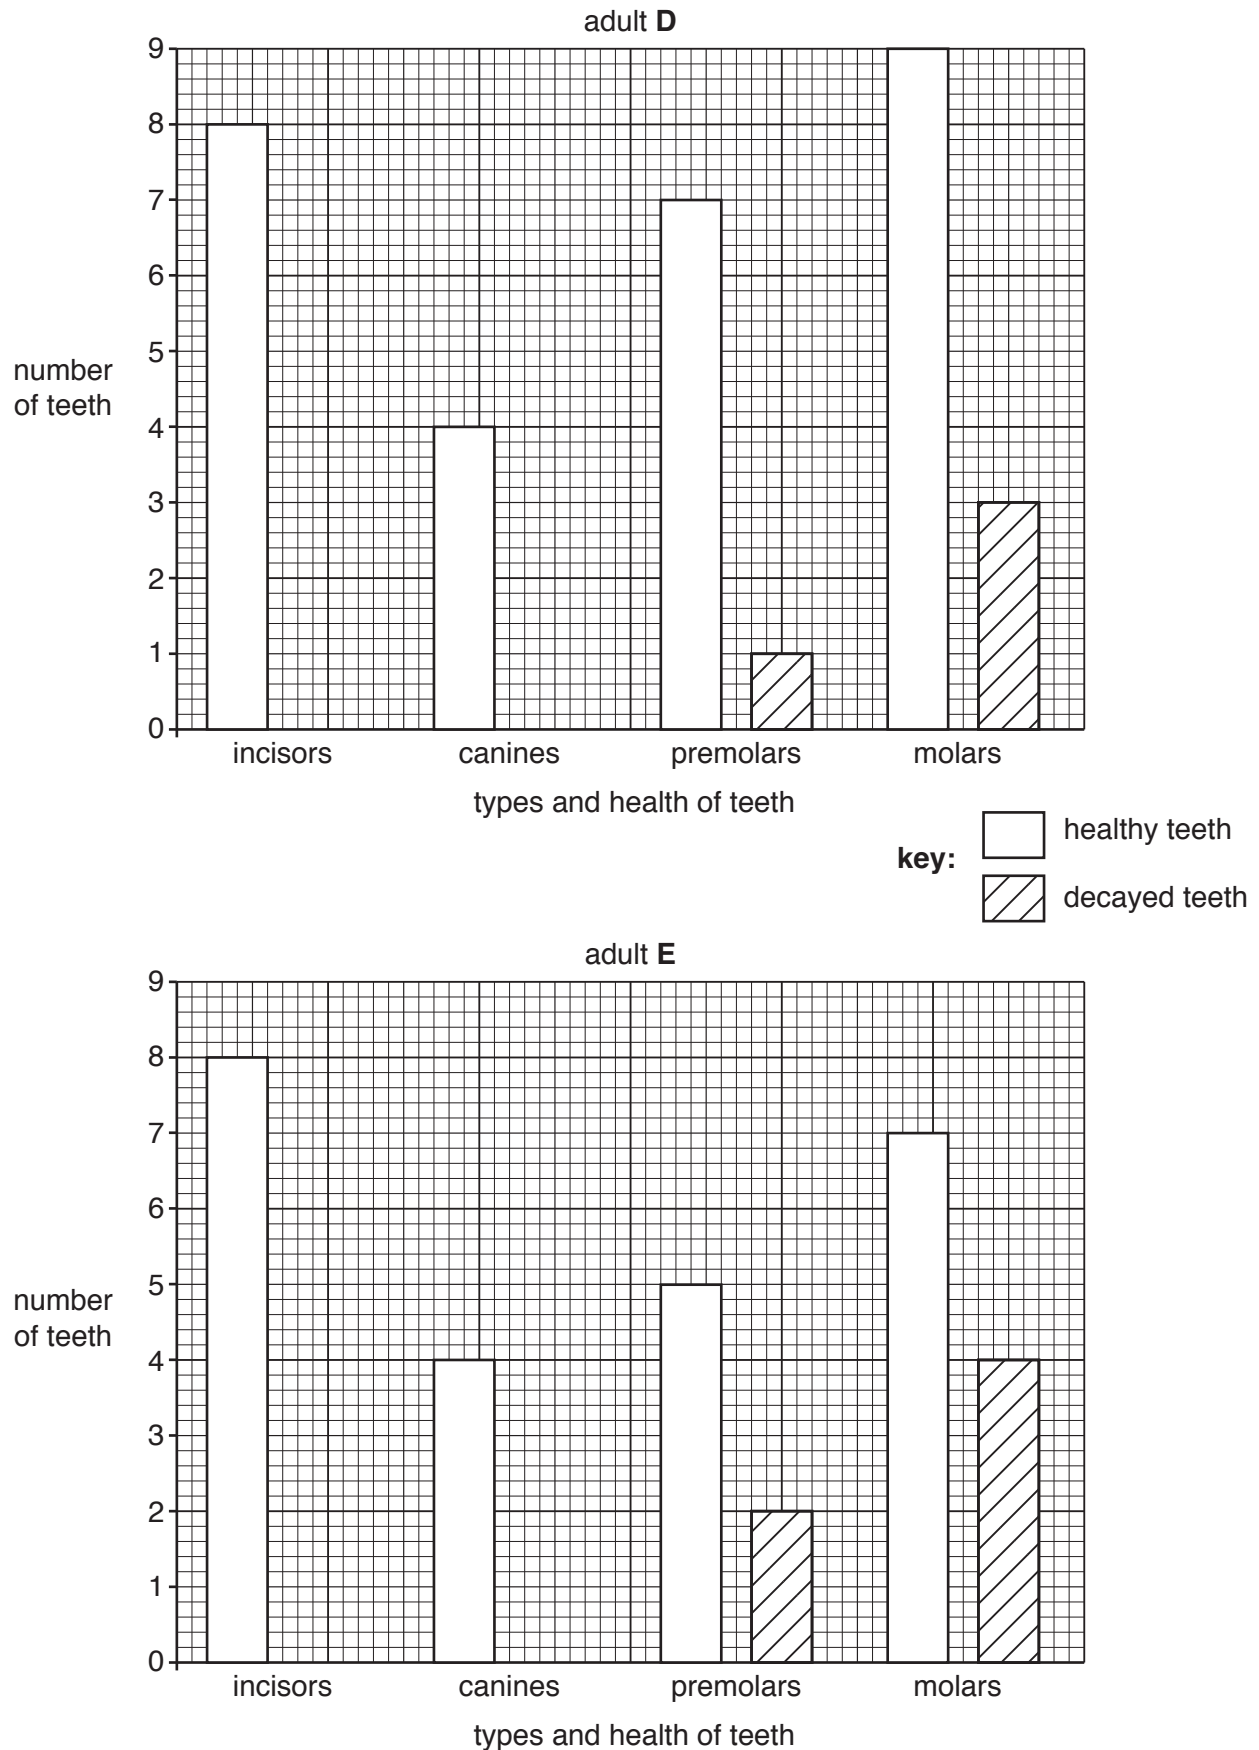 adult D
9
8
7
6
5
4
3
2
1
0
number
of teeth
incisors canines premolars molars
types and health of teeth
key:
healthy teeth
decayed teeth
adult E
9
8
7
6
5
4
3
2
1
0
number
of teeth
incisors canines premolars molars
types and health of teeth